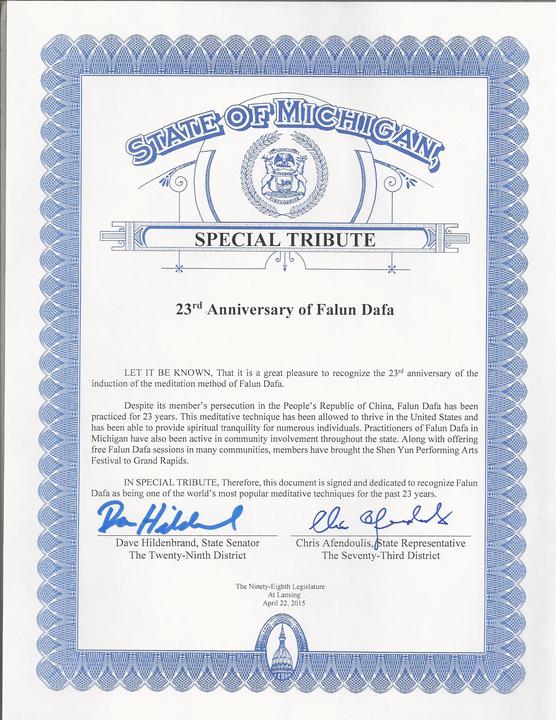 STATE OF MICHIGAN,
SPECIAL TRIBUTE
23rd Anniversary of Falun Dafa
LET IT BE KNOWN, That it is a great pleasure to recognize the 23rd anniversary of the
induction of the meditation method of Falun Dafa.
Despite its member's persecution in the People's Republic of China, Falun Dafa has been
practiced for 23 years. This meditative technique has been allowed to thrive in the United States and
has been able to provide spiritual tranquility for numerous individuals. Practitioners of Falun Dafa in
Michigan have also been active in community involvement throughout the state. Along with offering
free Falun Dafa sessions in many communities, members have brought the Shen Yun Performing Arts
Festival to Grand Rapids.
IN SPECIAL TRIBUTE, Therefore, this document is signed and dedicated to recognize Falun
Dafa as being one of the world's most popular meditative techniques for the past 23 years.
Dave Hildenbrand, State Senator
The Twenty-Ninth District
Chris Afendoulis, State Representative
The Seventy-Third District
The Ninety-Eighth Legislature
At Lansing
April 22, 2015